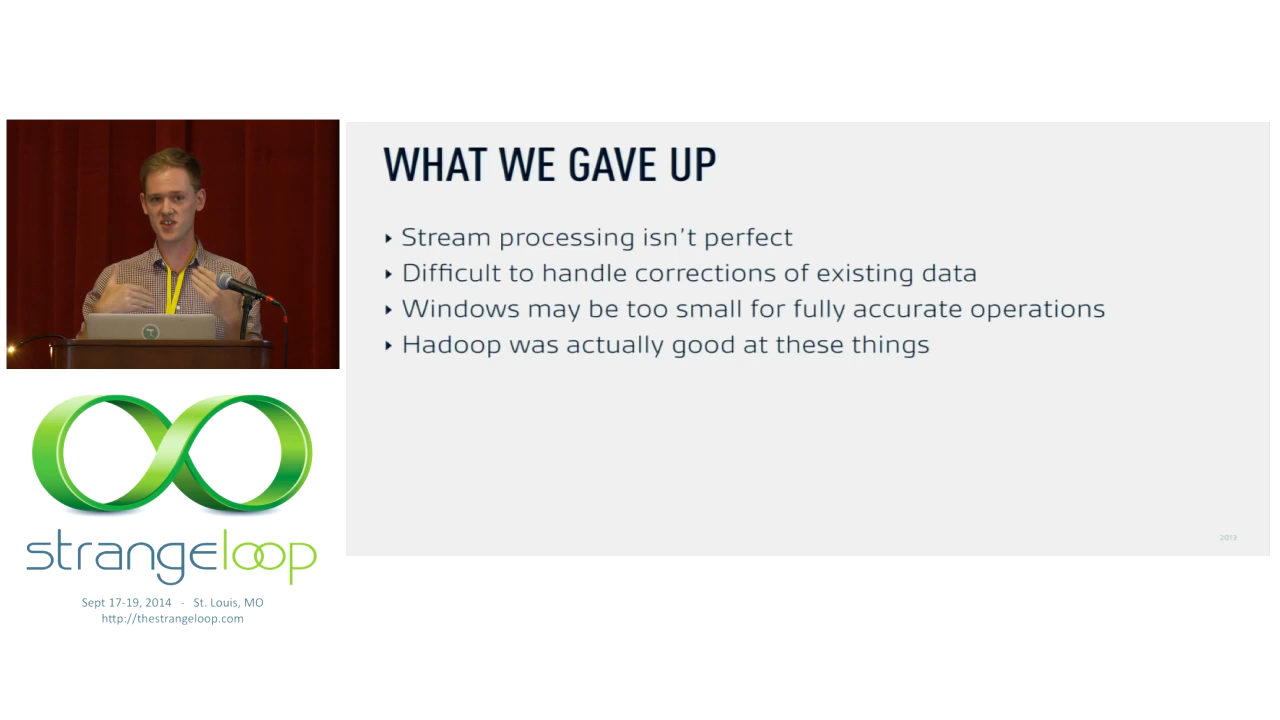 WHAT WE GAVE UP
‣ Stream processing isn't perfect
‣ Difficult to handle corrections of existing data
‣ Windows may be too small for fully accurate operations
‣ Hadoop was actually good at these things
2013
strangeloop
Sept 17-19, 2014 - St. Louis, MO
http://thestrangeloop.com